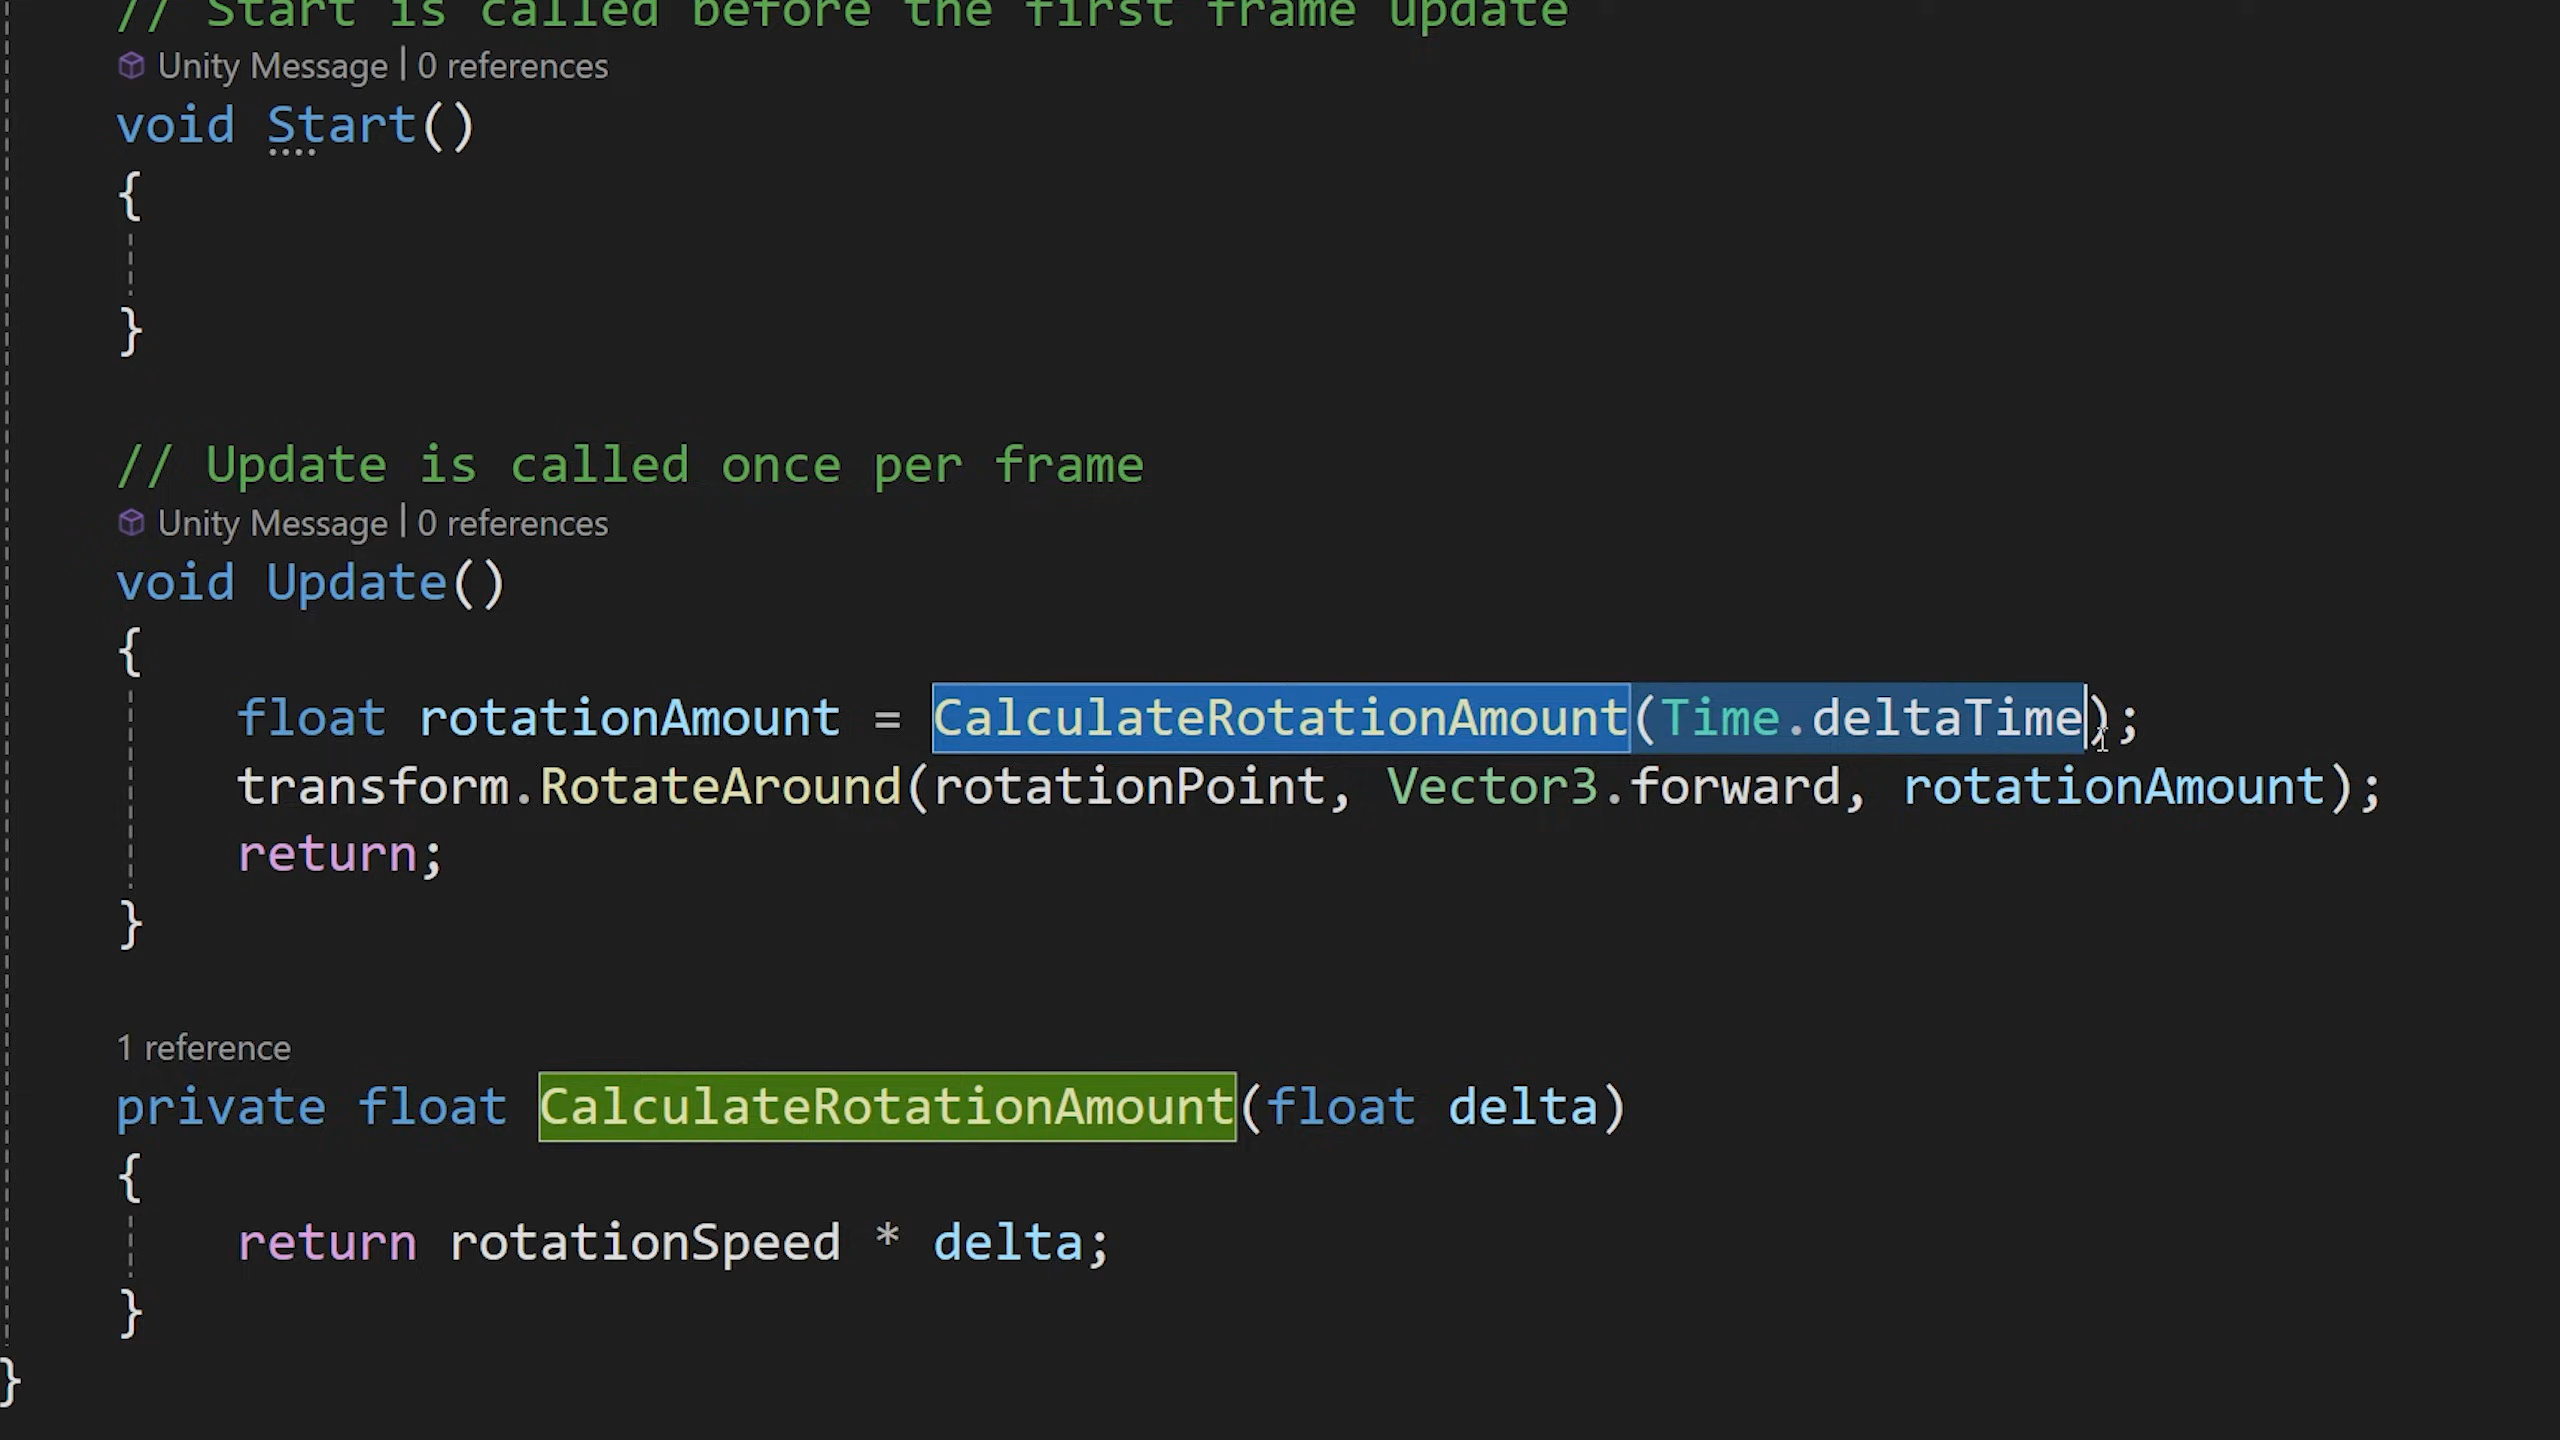 // Start is called before the first frame update
Unity Message | 0 references
void Start()
{
}
// Update is called once per frame
Unity Message | 0 references
void Update()
{
float rotationAmount = CalculateRotationAmount(Time.deltaTime);
transform.RotateAround(rotationPoint, Vector3.forward, rotationAmount);
return;
}
1 reference
private float CalculateRotationAmount(float delta)
{
return rotationSpeed * delta;
}
}